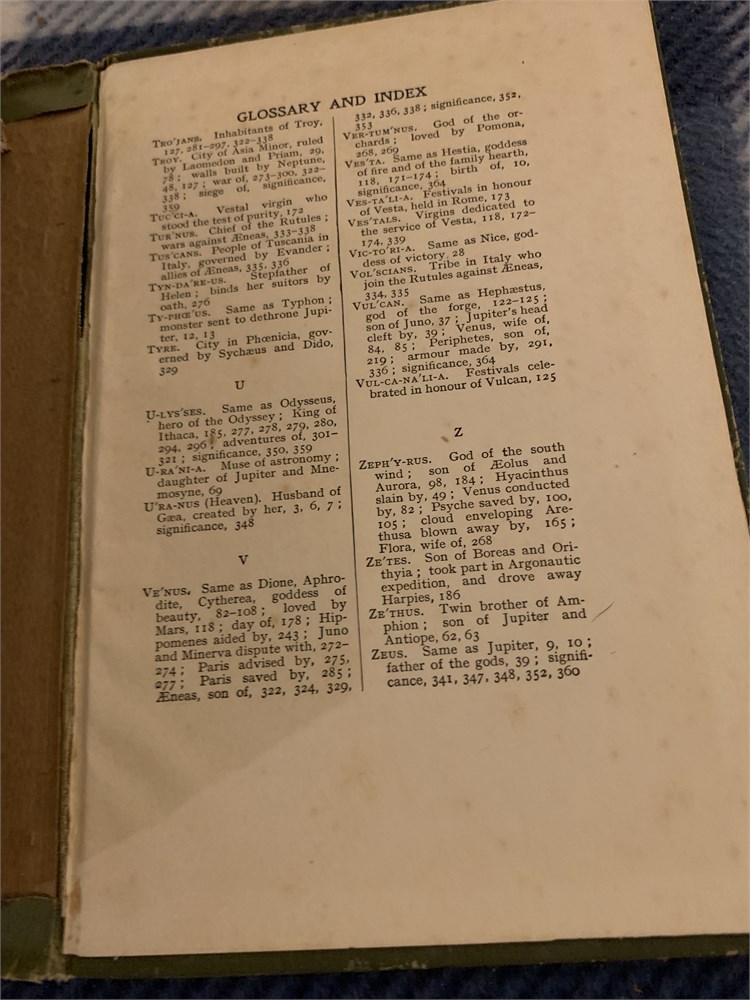 GLOSSARY AND INDEX
TRO'JANS. Inhabitants of Troy,
127, 281–297, 322–338
TROY. City of Asia Minor, ruled
by Laomedon and Priam, 29,
78; walls built by Neptune,
48, 127; war of, 273–300, 322–
338; siege of, significance,
359
TUC'CI-A. Vestal virgin who
stood the test of purity, 172
TUR'NUS. Chief of the Rutules;
wars against Æneas, 333–338
TUS'CANS. People of Tuscania in
Italy, governed by Evander;
allies of Æneas, 335, 336
TYN-DA'RE-US. Stepfather of
Helen; binds her suitors by
oath, 276
TY-PHŒ'US. Same as Typhon;
monster sent to dethrone Jupi-
ter, 12, 13
TYRE. City in Phœnicia, gov-
erned by Sychæus and Dido,
329
U
U-LYS'SES. Same as Odysseus,
hero of the Odyssey; King of
Ithaca, 185, 277, 278, 279, 280,
294, 296; adventures of, 301–
321; significance, 350, 359
U-RA'NI-A. Muse of astronomy;
daughter of Jupiter and Mne-
mosyne, 69
U'RA-NUS (Heaven). Husband of
Gæa, created by her, 3, 6, 7;
significance, 348
V
VE'NUS. Same as Dione, Aphro-
dite, Cytherea, goddess of
beauty, 82–108; loved by
Mars, 118; day of, 178; Hip-
pomenes aided by, 243; Juno
and Minerva dispute with, 272–
274; Paris advised by, 275,
277; Paris saved by, 285;
Æneas, son of, 322, 324, 329,
332, 336, 338; significance, 352,
353
VER-TUM'NUS. God of the or-
chards; loved by Pomona,
268, 269
VES'TA. Same as Hestia, goddess
of fire and of the family hearth,
118, 171–174; birth of, 10,
significance, 364
VES-TA'LI-A. Festivals in honour
of Vesta, held in Rome, 173
VES'TALS. Virgins dedicated to
the service of Vesta, 118, 172–
174, 339
VIC-TO'RI-A. Same as Nice, god-
dess of victory, 28
VOL'SCIANS. Tribe in Italy who
join the Rutules against Æneas,
334, 335
VUL'CAN. Same as Hephæstus,
god of the forge, 122–125;
son of Juno, 37; Jupiter's head
cleft by, 39; Venus, wife of,
84, 85; Periphetes, son of,
219; armour made by, 291,
336; significance, 364
VUL-CA-NA'LI-A. Festivals cele-
brated in honour of Vulcan, 125
Z
ZEPH'Y-RUS. God of the south
wind; son of Æolus and
Aurora, 98, 184; Hyacinthus
slain by, 49; Venus conducted
by, 82; Psyche saved by, 100,
105; cloud enveloping Are-
thusa blown away by, 165;
Flora, wife of, 268
ZE'TES. Son of Boreas and Ori-
thyia; took part in Argonautic
expedition, and drove away
Harpies, 186
ZE'THUS. Twin brother of Am-
phion; son of Jupiter and
Antiope, 62, 63
ZEUS. Same as Jupiter, 9, 10;
father of the gods, 39; signifi-
cance, 341, 347, 348, 352, 360